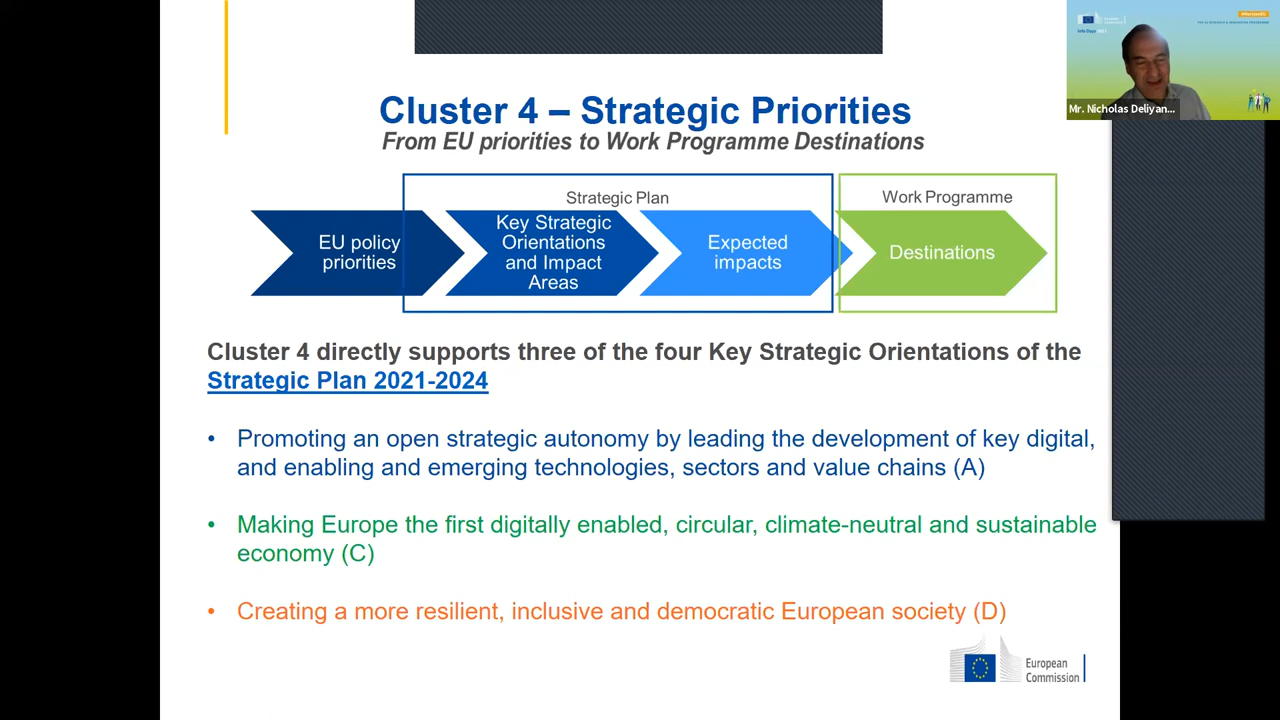 Cluster 4 – Strategic Priorities
From EU priorities to Work Programme Destinations
Strategic Plan
Work Programme
EU policy
priorities
Key Strategic
Orientations
and Impact
Areas
Expected
impacts
Destinations
Cluster 4 directly supports three of the four Key Strategic Orientations of the
Strategic Plan 2021-2024
• Promoting an open strategic autonomy by leading the development of key digital,
and enabling and emerging technologies, sectors and value chains (A)
• Making Europe the first digitally enabled, circular, climate-neutral and sustainable
economy (C)
• Creating a more resilient, inclusive and democratic European society (D)
European
Commission
Mr. Nicholas Deliyan...